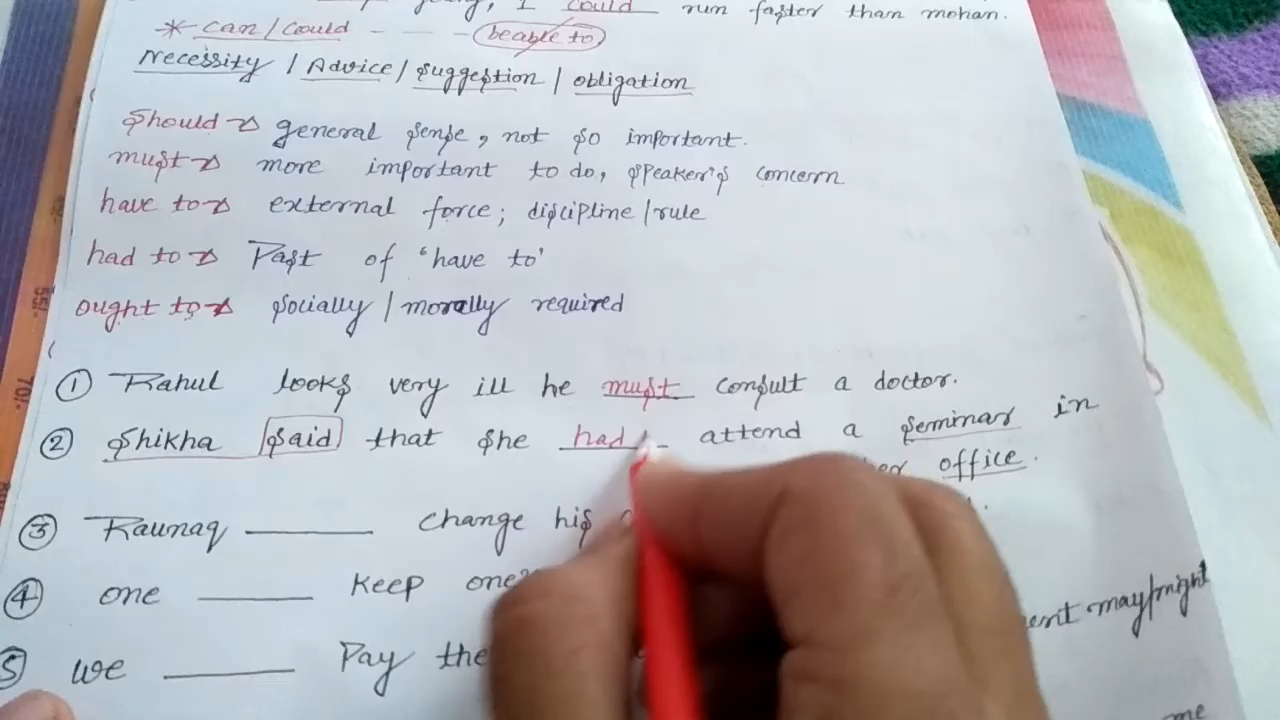 I could run faster than mohan.
* can/could - - - be able to
Necessity / Advice / Suggestion / obligation
Should → general sense, not so important.
must → more important to do, speaker's concern
have to → external force; discipline/rule
had to → Past of 'have to'
ought to → socially / morally required
① Rahul looks very ill he must consult a doctor.
② Shikha said that she had attend a seminar in
office.
③ Raunaq ______ change his
④ one ______ keep one
⑤ we ______ Pay the
may/might
me
55/-
70/-